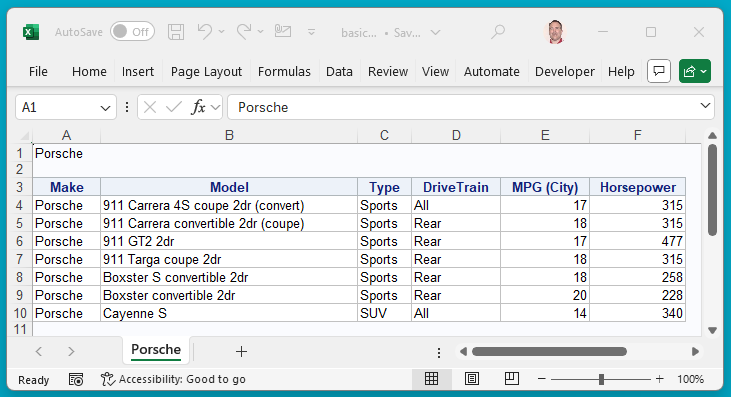 AutoSave Off basic... • Sav...
File Home Insert Page Layout Formulas Data Review View Automate Developer Help
A1 fx Porsche
A B C D E F
1 Porsche
2
3 Make Model Type DriveTrain MPG (City) Horsepower
4 Porsche 911 Carrera 4S coupe 2dr (convert) Sports All 17 315
5 Porsche 911 Carrera convertible 2dr (coupe) Sports Rear 18 315
6 Porsche 911 GT2 2dr Sports Rear 17 477
7 Porsche 911 Targa coupe 2dr Sports Rear 18 315
8 Porsche Boxster S convertible 2dr Sports Rear 18 258
9 Porsche Boxster convertible 2dr Sports Rear 20 228
10 Porsche Cayenne S SUV All 14 340
11
Porsche
Ready Accessibility: Good to go 100%